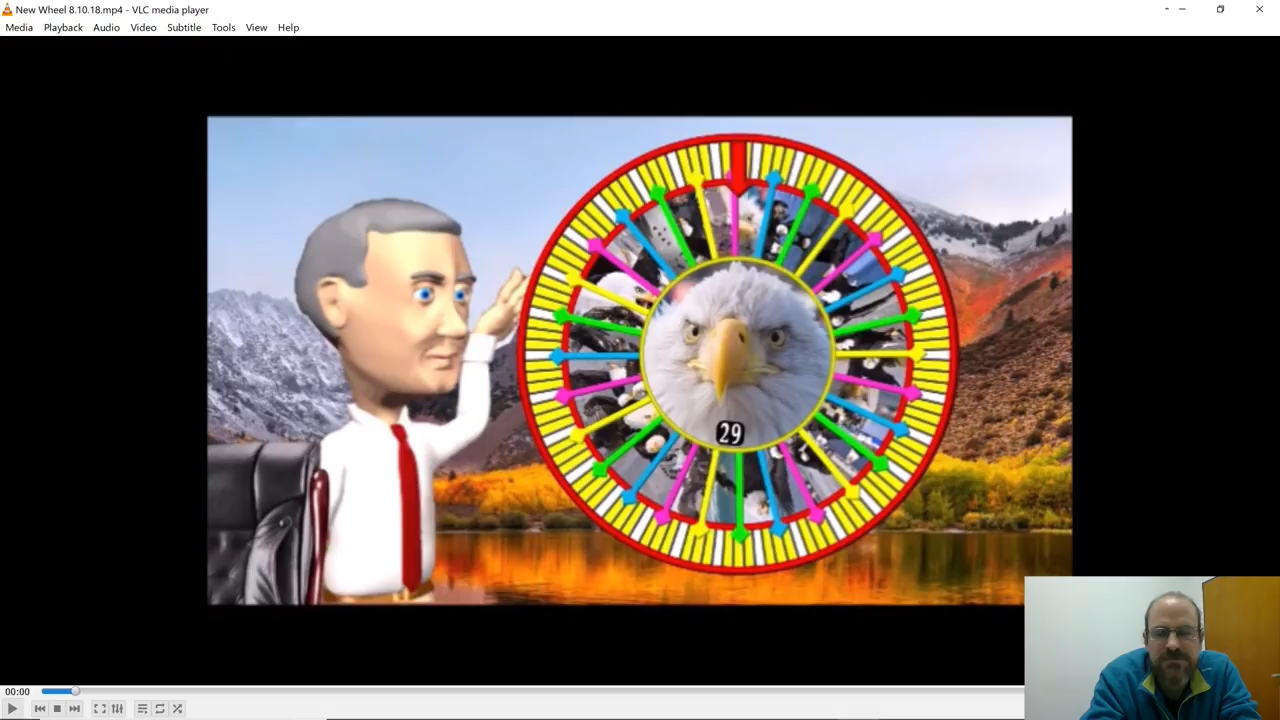 New Wheel 8.10.18.mp4 - VLC media player
Media Playback Audio Video Subtitle Tools View Help
29
00:00